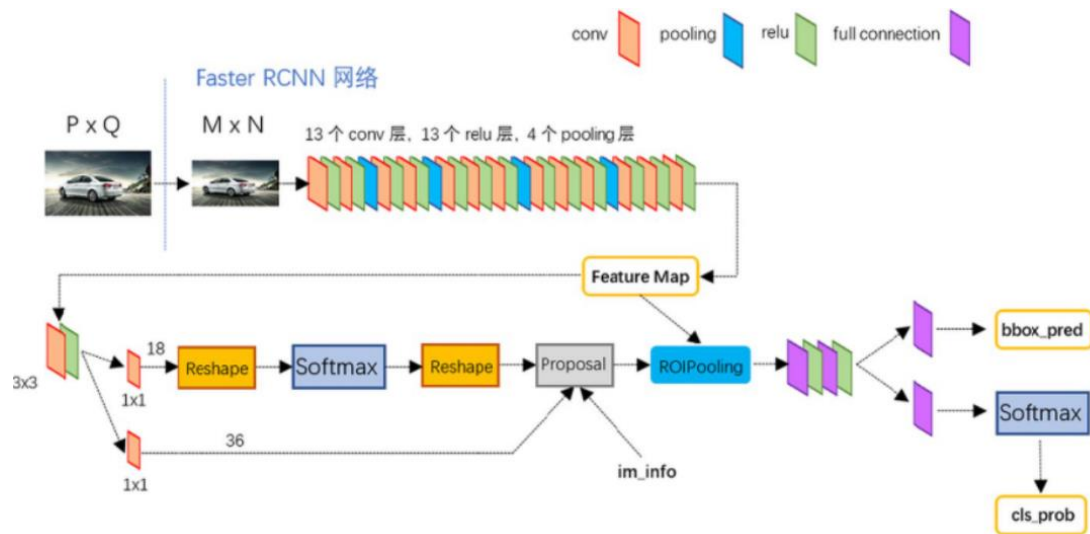 conv
pooling
relu
full connection
Faster RCNN 网络
P x Q
M x N
13 个 conv 层, 13 个 relu 层, 4 个 pooling 层
Feature Map
3x3
18
1x1
Reshape
Softmax
Reshape
Proposal
ROIPooling
bbox_pred
Softmax
36
1x1
im_info
cls_prob